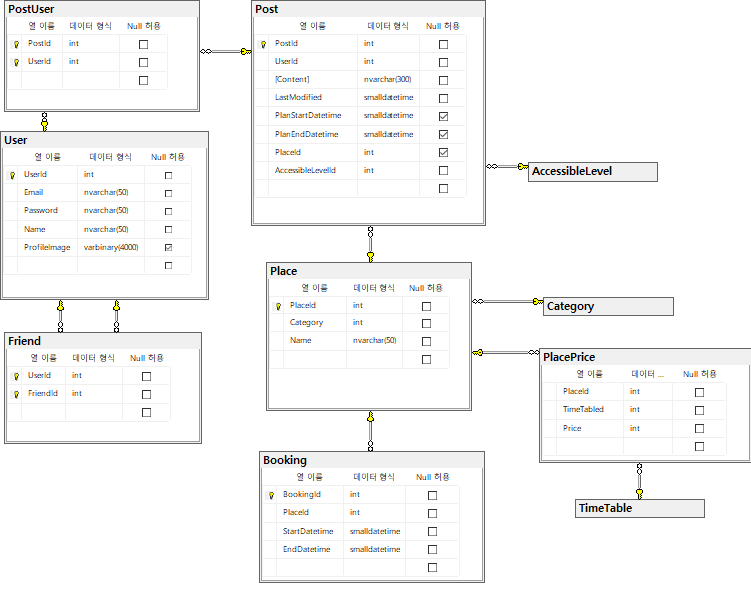 PostUser
열 이름 데이터 형식 Null 허용
PostId int
UserId int
Post
열 이름 데이터 형식 Null 허용
PostId int
UserId int
[Content] nvarchar(300)
LastModified smalldatetime
PlanStartDatetime smalldatetime
PlanEndDatetime smalldatetime
PlaceId int
AccessibleLevelId int
User
열 이름 데이터 형식 Null 허용
UserId int
Email nvarchar(50)
Password nvarchar(50)
Name nvarchar(50)
ProfileImage varbinary(4000)
AccessibleLevel
Place
열 이름 데이터 형식 Null 허용
PlaceId int
Category int
Name nvarchar(50)
Category
Friend
열 이름 데이터 형식 Null 허용
UserId int
FriendId int
PlacePrice
열 이름 데이터 ... Null 허용
PlaceId int
TimeTableId int
Price int
Booking
열 이름 데이터 형식 Null 허용
BookingId int
PlaceId int
StartDatetime smalldatetime
EndDatetime smalldatetime
TimeTable